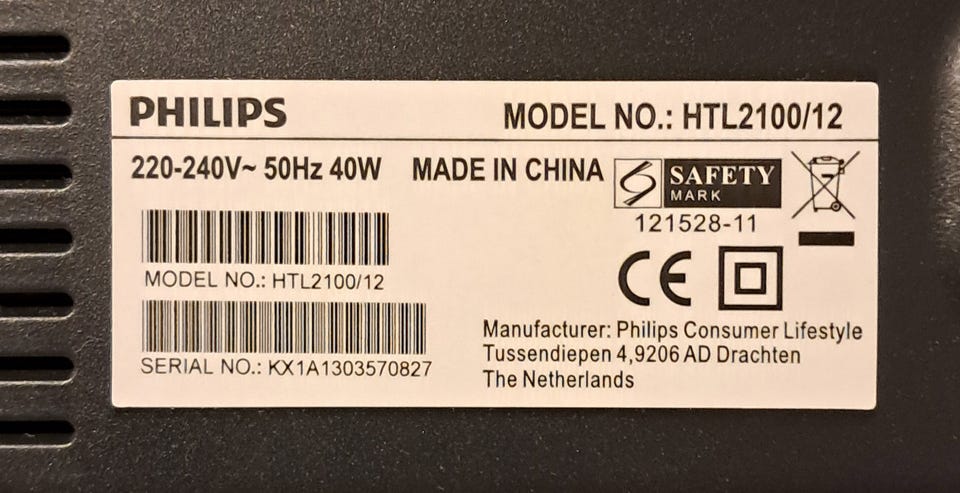 PHILIPS
MODEL NO.: HTL2100/12
220-240V~ 50Hz 40W
MADE IN CHINA
SAFETY
MARK
121528-11
CE
MODEL NO.: HTL2100/12
SERIAL NO.: KX1A1303570827
Manufacturer: Philips Consumer Lifestyle
Tussendiepen 4,9206 AD Drachten
The Netherlands